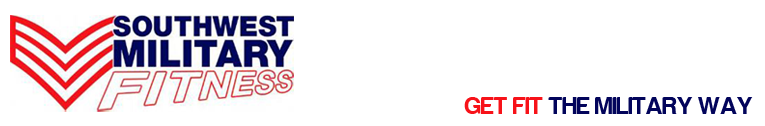 SOUTHWEST
MILITARY
FITNESS
GET FIT THE MILITARY WAY